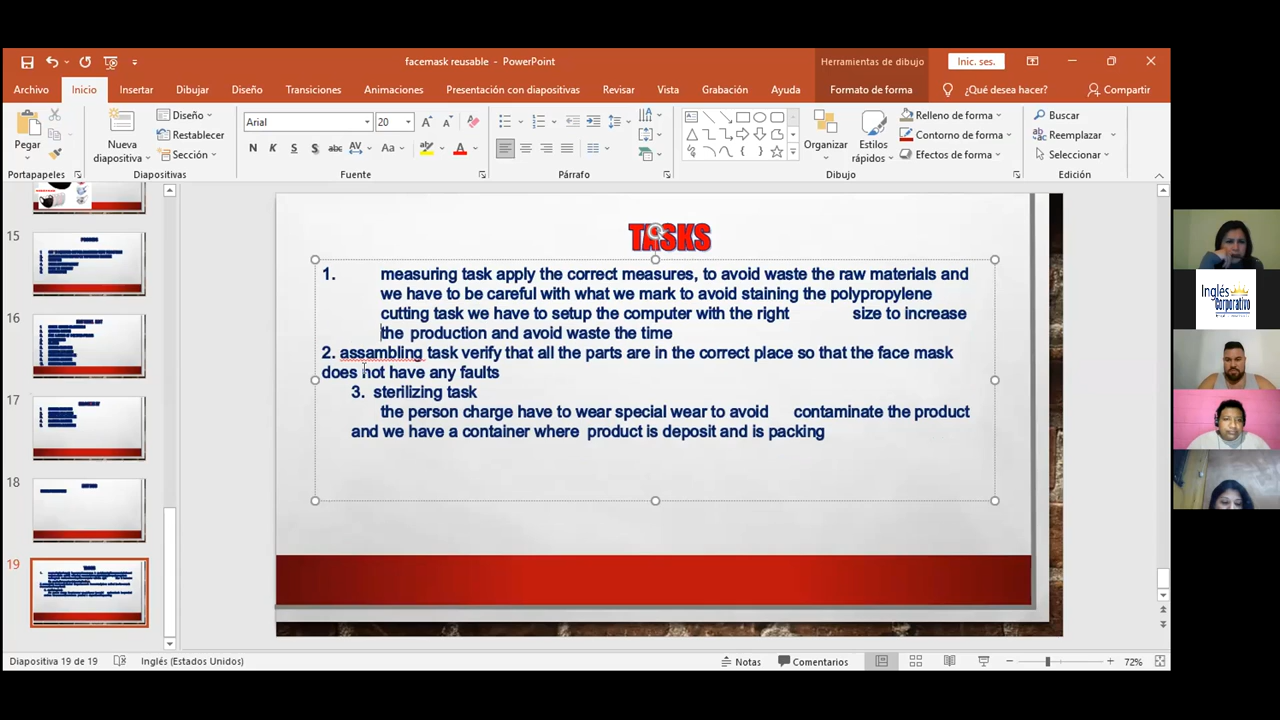 facemask reusable - PowerPoint
Herramientas de dibujo
Inic. ses.
Archivo
Inicio
Insertar
Dibujar
Diseño
Transiciones
Animaciones
Presentación con diapositivas
Revisar
Vista
Grabación
Ayuda
Formato de forma
¿Qué desea hacer?
Compartir
Pegar
Nueva
diapositiva
Diseño
Restablecer
Sección
Arial
20
N K S S abc AV Aa
Organizar
Estilos
rápidos
Relleno de forma
Contorno de forma
Efectos de forma
Buscar
Reemplazar
Seleccionar
Portapapeles
Diapositivas
Fuente
Párrafo
Dibujo
Edición
15
16
17
18
19
TASKS
1. measuring task apply the correct measures, to avoid waste the raw materials and
we have to be careful with what we mark to avoid staining the polypropylene
cutting task we have to setup the computer with the right size to increase
the production and avoid waste the time
2. assambling task verify that all the parts are in the correct place so that the face mask
does not have any faults
3. sterilizing task
the person charge have to wear special wear to avoid contaminate the product
and we have a container where product is deposit and is packing
Inglés
corporativo
Diapositiva 19 de 19
Inglés (Estados Unidos)
Notas
Comentarios
72%